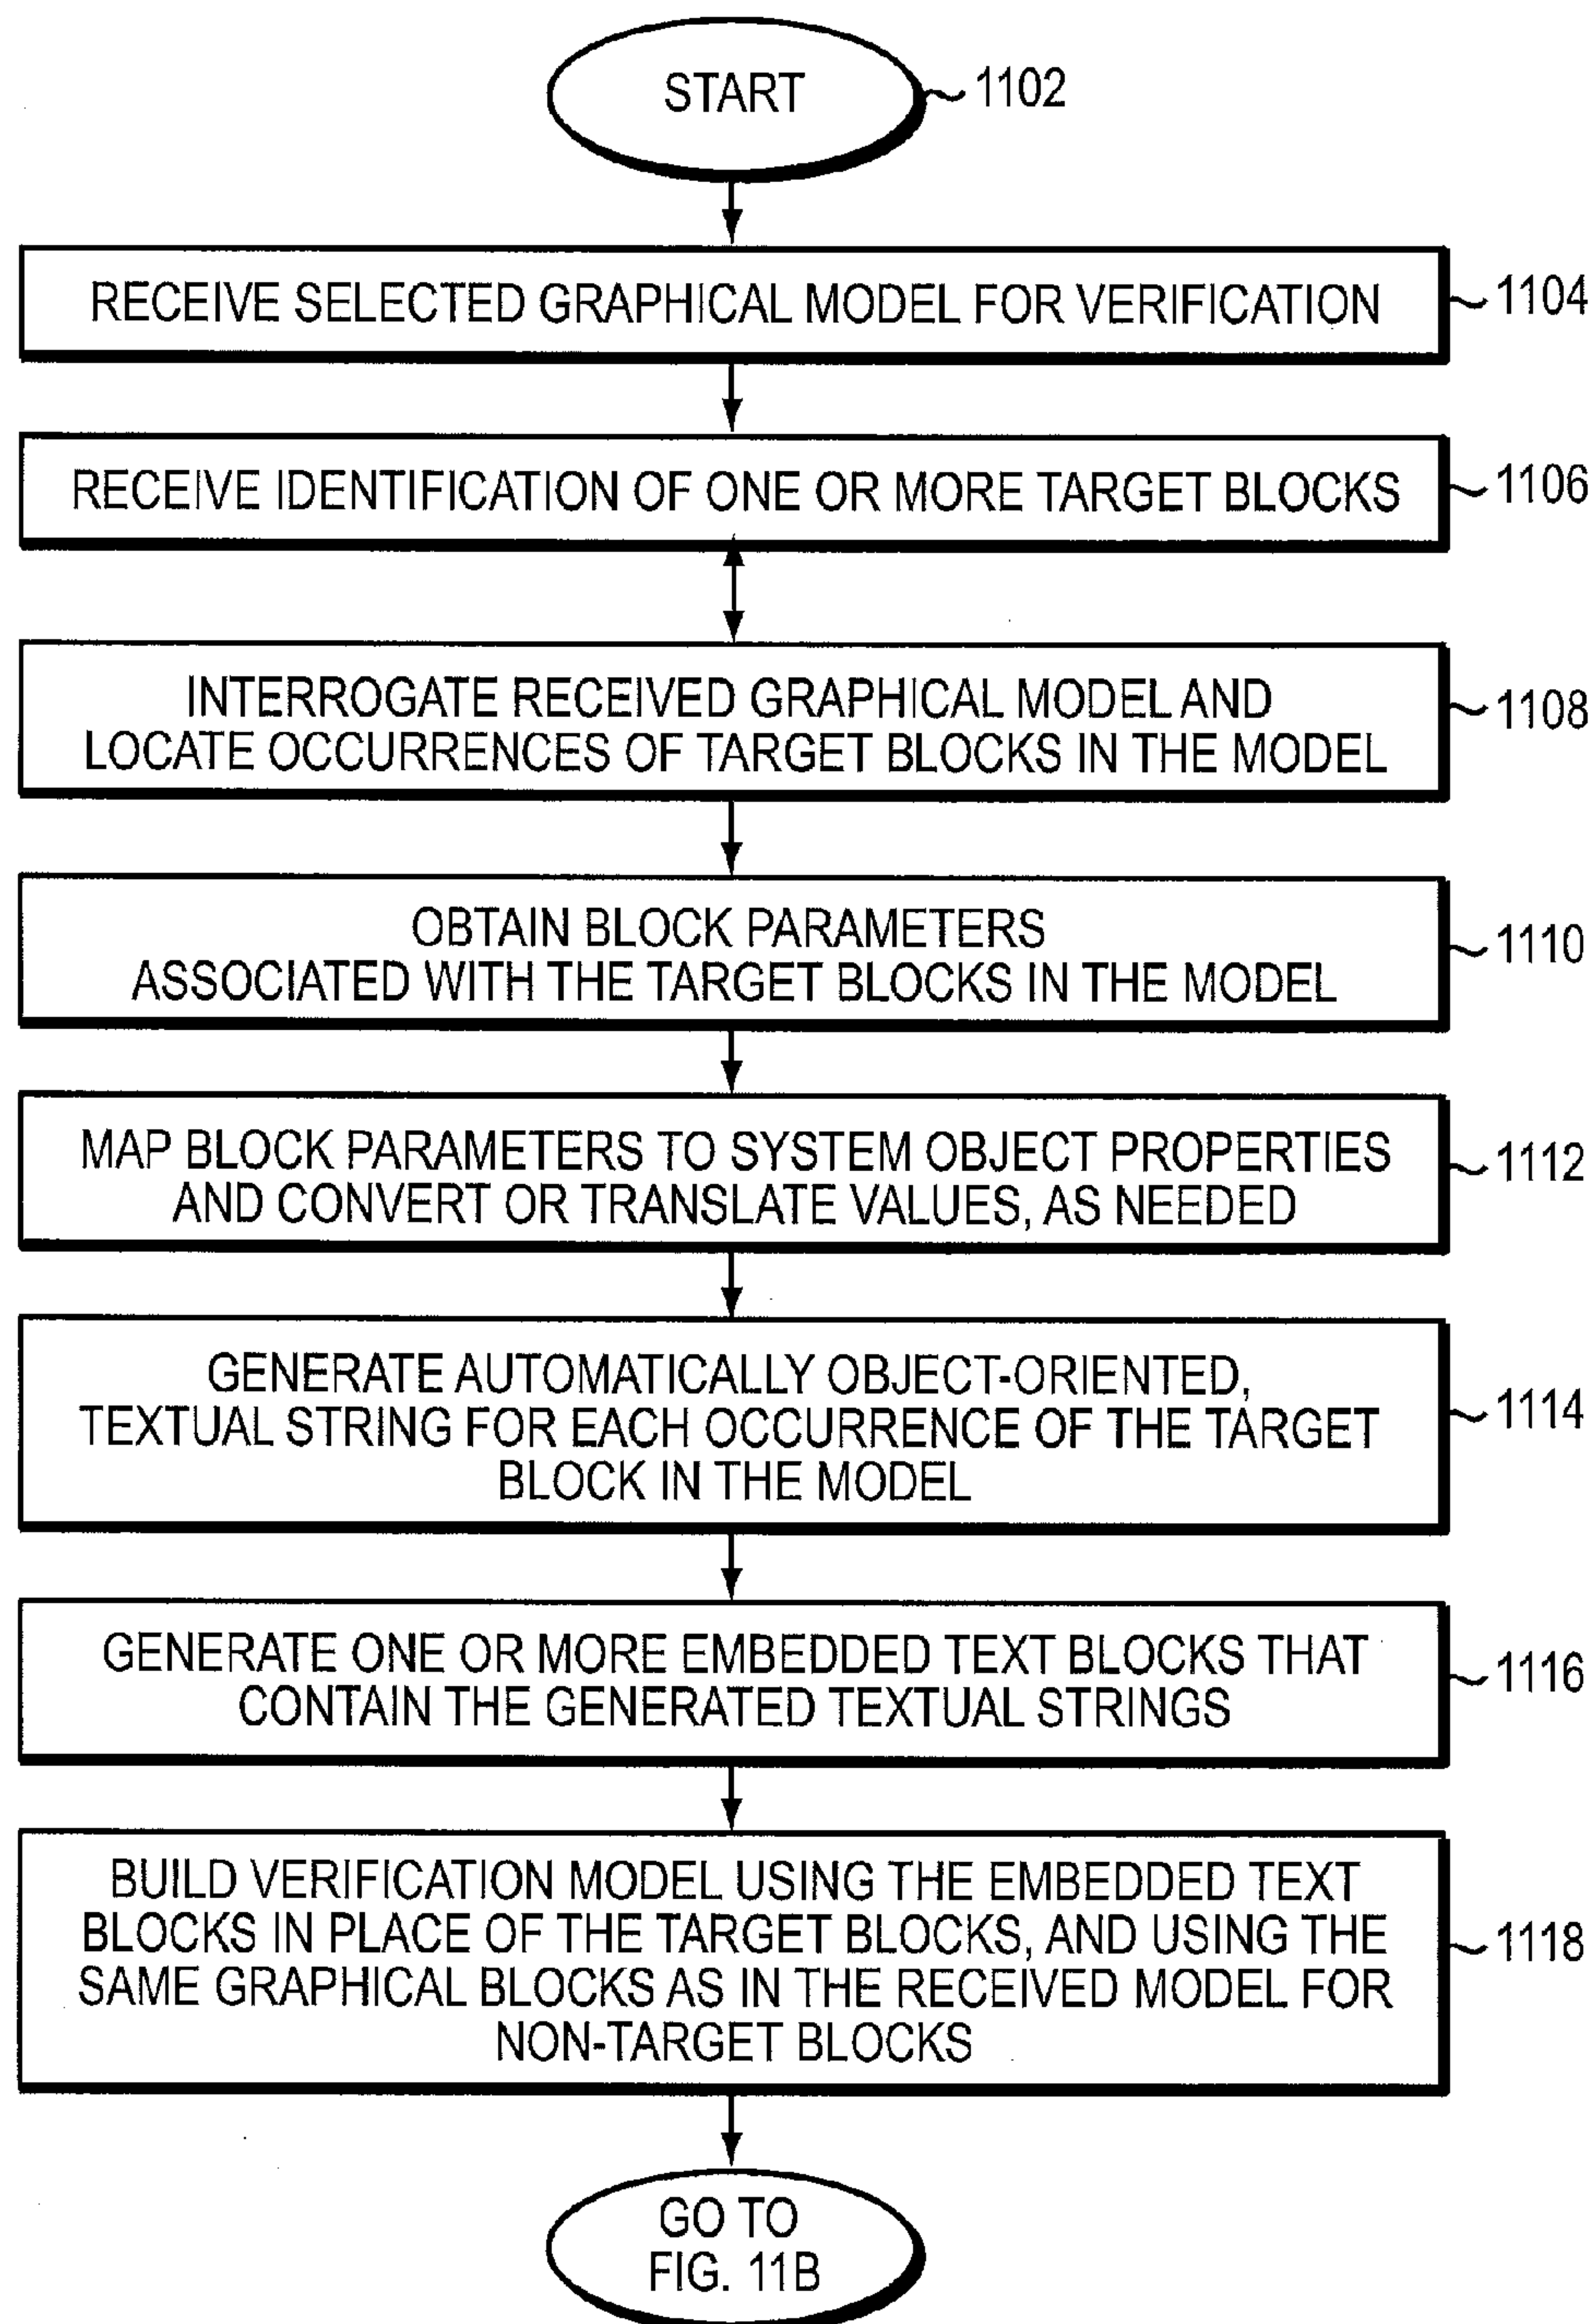 START
1102
RECEIVE SELECTED GRAPHICAL MODEL FOR VERIFICATION
1104
RECEIVE IDENTIFICATION OF ONE OR MORE TARGET BLOCKS
1106
INTERROGATE RECEIVED GRAPHICAL MODEL AND
LOCATE OCCURRENCES OF TARGET BLOCKS IN THE MODEL
1108
OBTAIN BLOCK PARAMETERS
ASSOCIATED WITH THE TARGET BLOCKS IN THE MODEL
1110
MAP BLOCK PARAMETERS TO SYSTEM OBJECT PROPERTIES
AND CONVERT OR TRANSLATE VALUES, AS NEEDED
1112
GENERATE AUTOMATICALLY OBJECT-ORIENTED,
TEXTUAL STRING FOR EACH OCCURRENCE OF THE TARGET
BLOCK IN THE MODEL
1114
GENERATE ONE OR MORE EMBEDDED TEXT BLOCKS THAT
CONTAIN THE GENERATED TEXTUAL STRINGS
1116
BUILD VERIFICATION MODEL USING THE EMBEDDED TEXT
BLOCKS IN PLACE OF THE TARGET BLOCKS, AND USING THE
SAME GRAPHICAL BLOCKS AS IN THE RECEIVED MODEL FOR
NON-TARGET BLOCKS
1118
GO TO
FIG. 11B